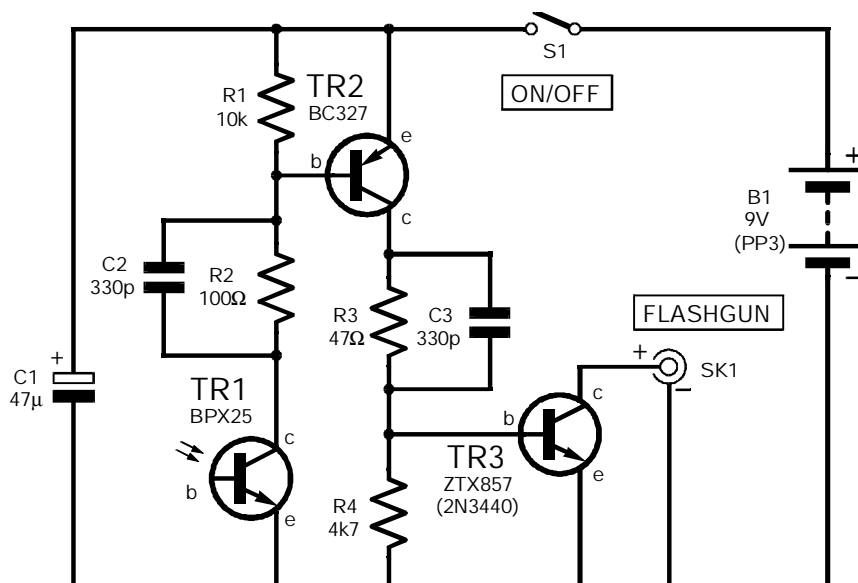 S1
ON/OFF
R1
10k
TR2
BC327
e
b
c
+
B1
9V
(PP3)
−
C2
330p
R2
100Ω
R3
47Ω
C3
330p
FLASHGUN
+
SK1
−
+
C1
47µ
TR1
BPX25
c
b
e
c
b
e
TR3
ZTX857
(2N3440)
R4
4k7